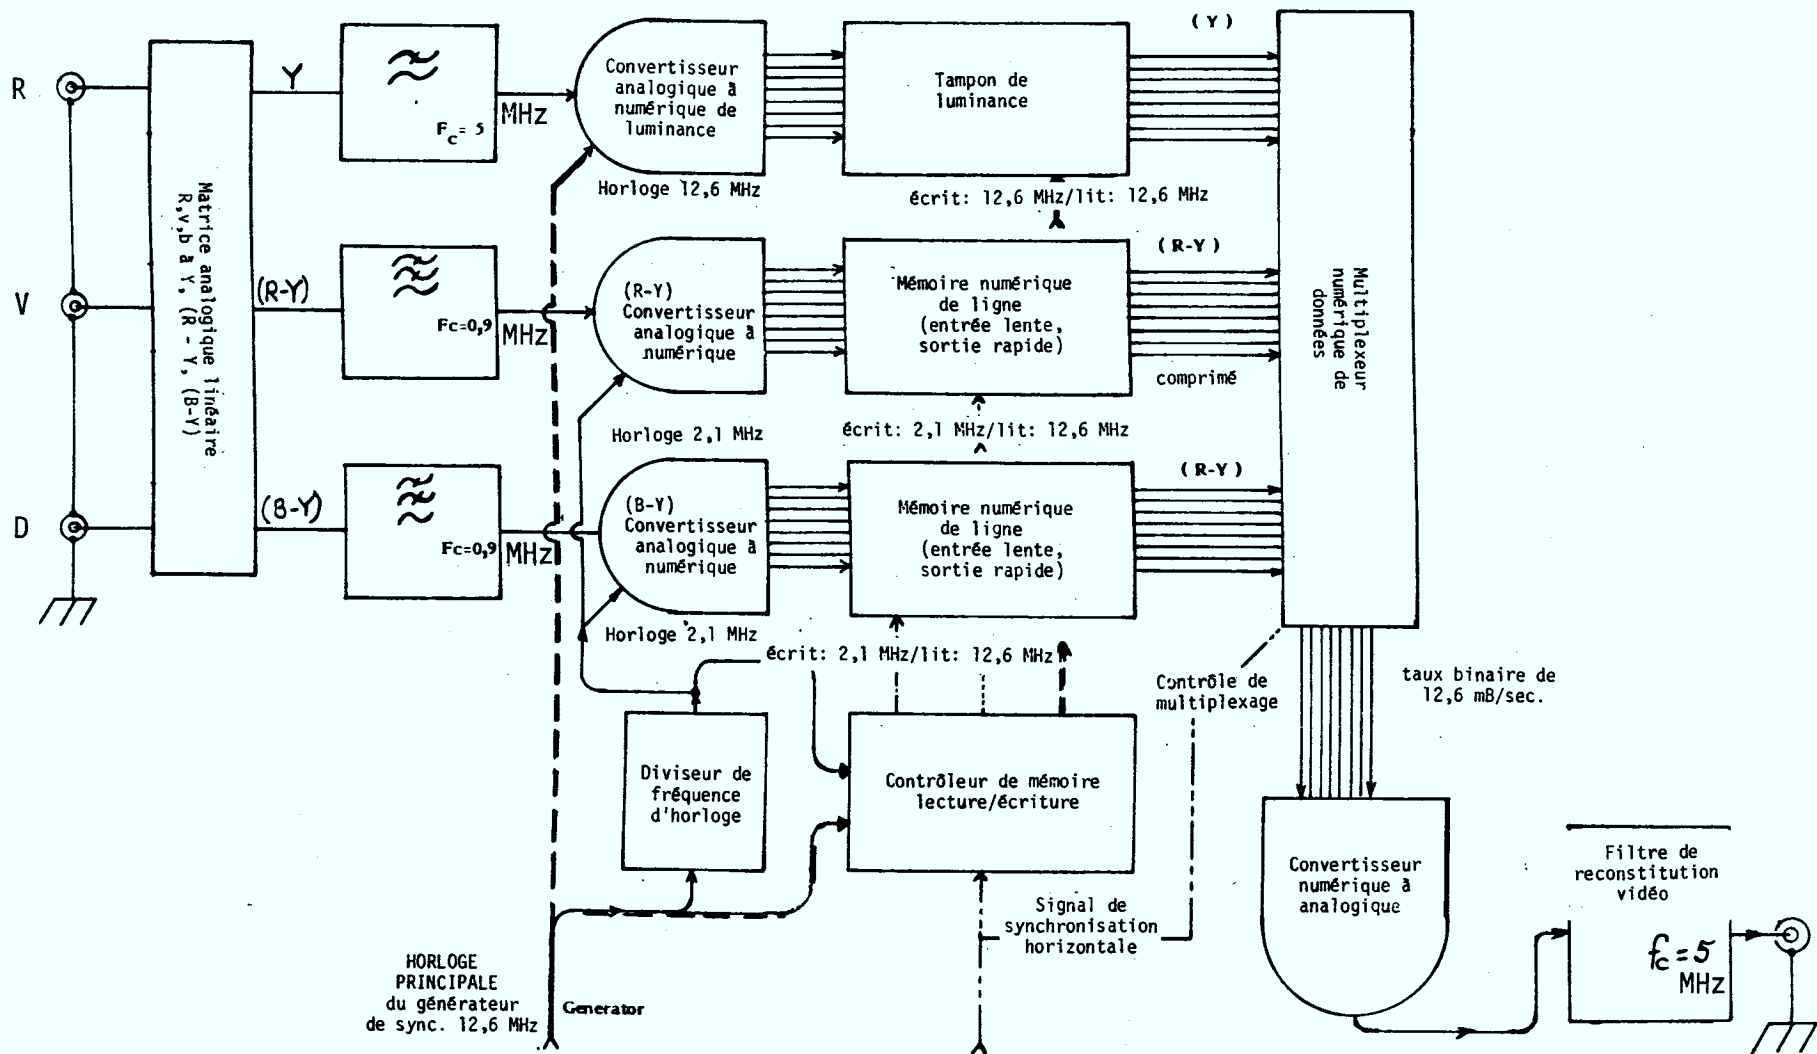 R
V
D
Matrice analogique linéaire
R,v,b à Y, (R - Y, (B-Y)
Y
(R-Y)
(B-Y)
Fc= 5
MHz
Fc=0,9
MHz
Fc=0,9
MHz
Convertisseur
analogique à
numérique de
luminance
Horloge 12,6 MHz
(R-Y)
Convertisseur
analogique à
numérique
Horloge 2,1 MHz
(B-Y)
Convertisseur
analogique à
numérique
Horloge 2,1 MHz
Tampon de
luminance
écrit: 12,6 MHz/lit: 12,6 MHz
Mémoire numérique
de ligne
(entrée lente,
sortie rapide)
écrit: 2,1 MHz/lit: 12,6 MHz
Mémoire numérique
de ligne
(entrée lente,
sortie rapide)
écrit: 2,1 MHz/lit: 12,6 MHz
(Y)
(R-Y)
comprimé
(R-Y)
Multiplexeur
numérique de
données
Contrôle de
multiplexage
taux binaire de
12,6 mB/sec.
Diviseur de
fréquence
d'horloge
Contrôleur de mémoire
lecture/écriture
Signal de
synchronisation
horizontale
Convertisseur
numérique à
analogique
Filtre de
reconstitution
vidéo
fc=5
MHz
HORLOGE
PRINCIPALE
du générateur
de sync. 12,6 MHz
Generator